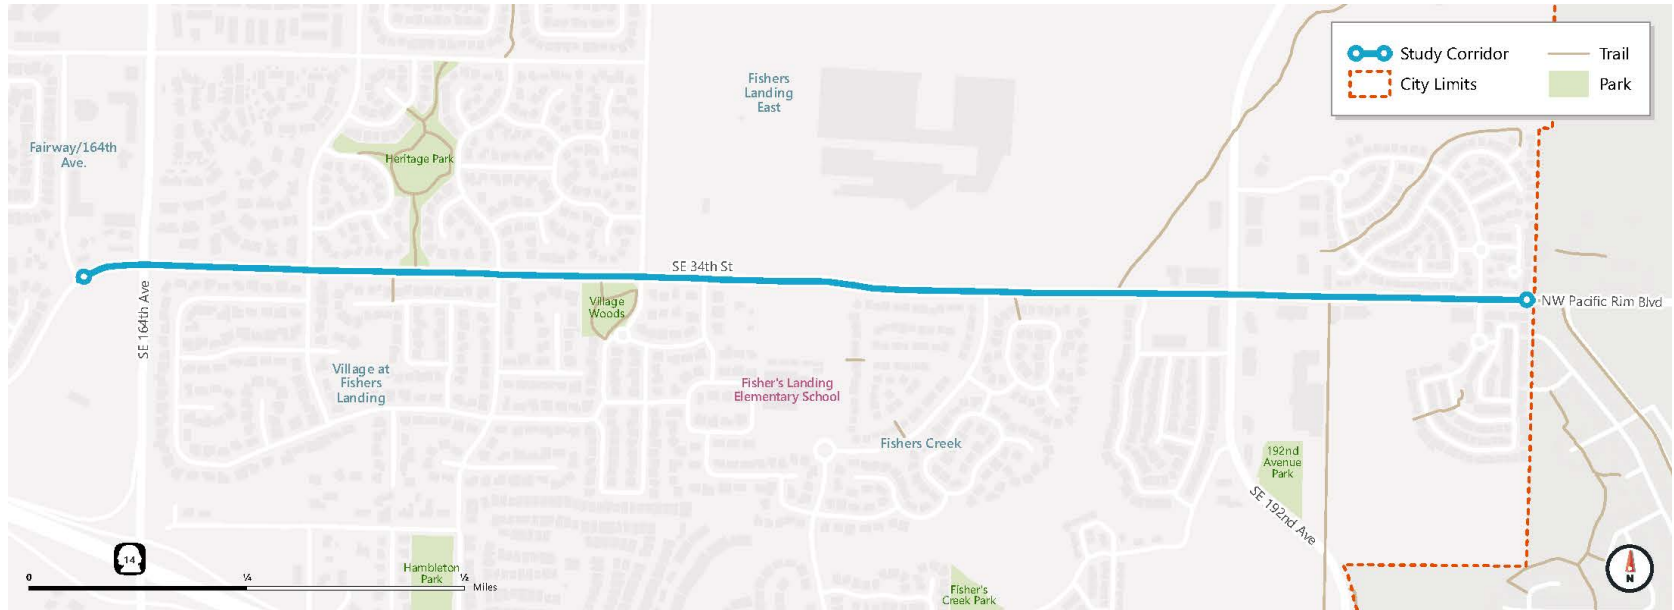 Study Corridor
City Limits
Trail
Park
Fishers
Landing
East
Fairway/164th
Ave.
Heritage Park
SE 34th St
NW Pacific Rim Blvd
SE 164th Ave
Village
Woods
Village at
Fishers
Landing
Fisher's Landing
Elementary School
Fishers Creek
192nd
Avenue
Park
SE 192nd Ave
14
Hambleton
Park
Fisher's
Creek Park
0
¼
½
Miles
N